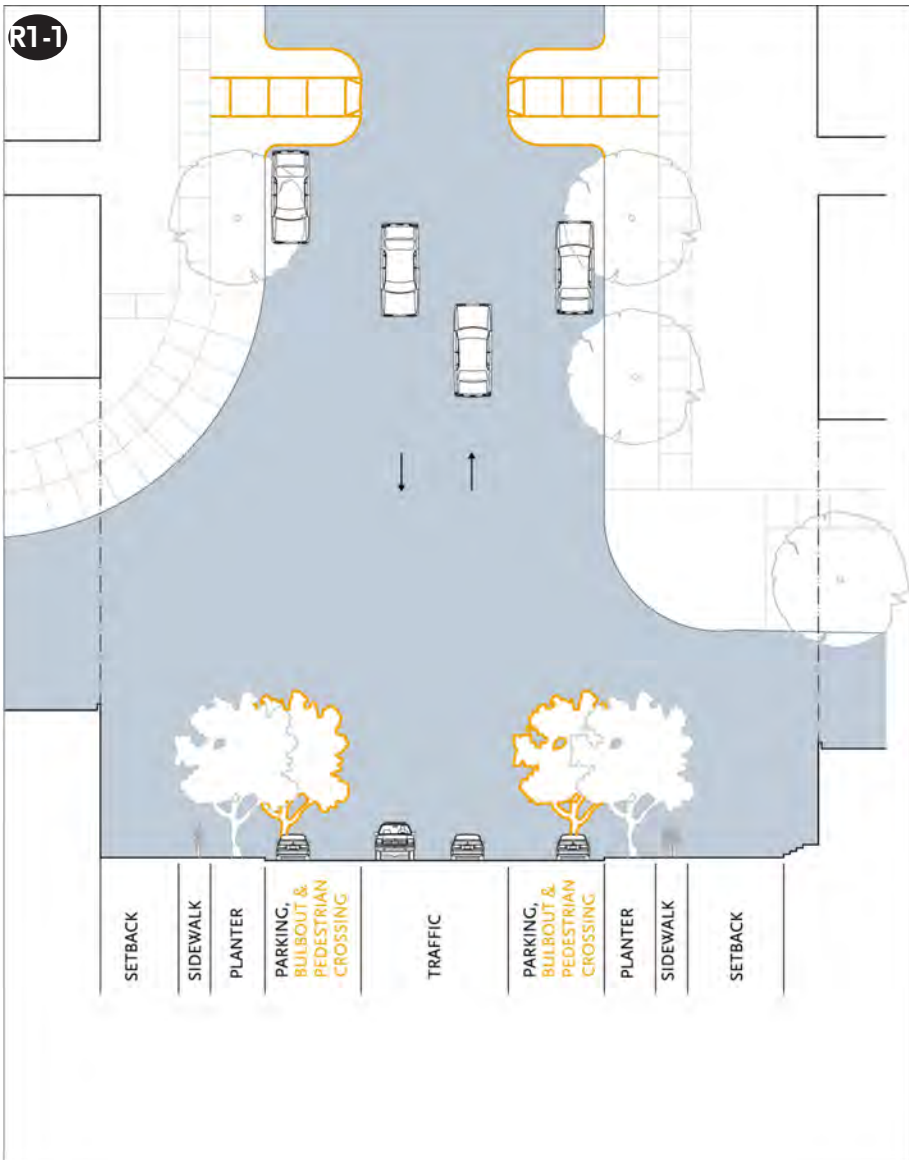 R1-1
SETBACK
SIDEWALK
PLANTER
PARKING,
BULBOUT &
PEDESTRIAN
CROSSING
TRAFFIC
PARKING,
BULBOUT &
PEDESTRIAN
CROSSING
PLANTER
SIDEWALK
SETBACK